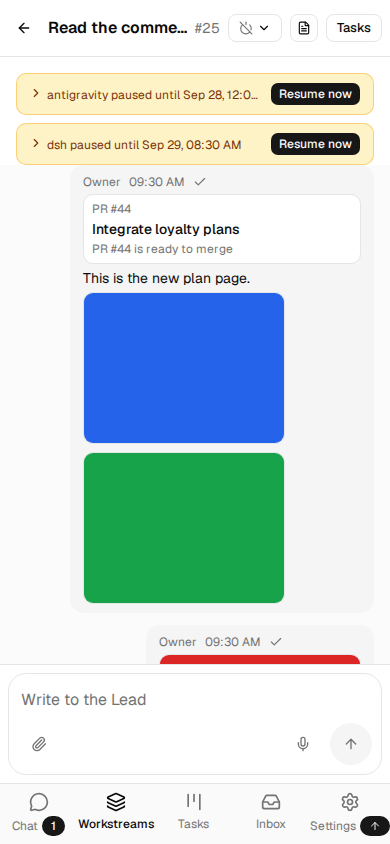 Read the comme... #25 Tasks
antigravity paused until Sep 28, 12:0... Resume now
dsh paused until Sep 29, 08:30 AM Resume now
Owner 09:30 AM
PR #44
Integrate loyalty plans
PR #44 is ready to merge
This is the new plan page.
Owner 09:30 AM
Write to the Lead
Chat 1 Workstreams Tasks Inbox Settings